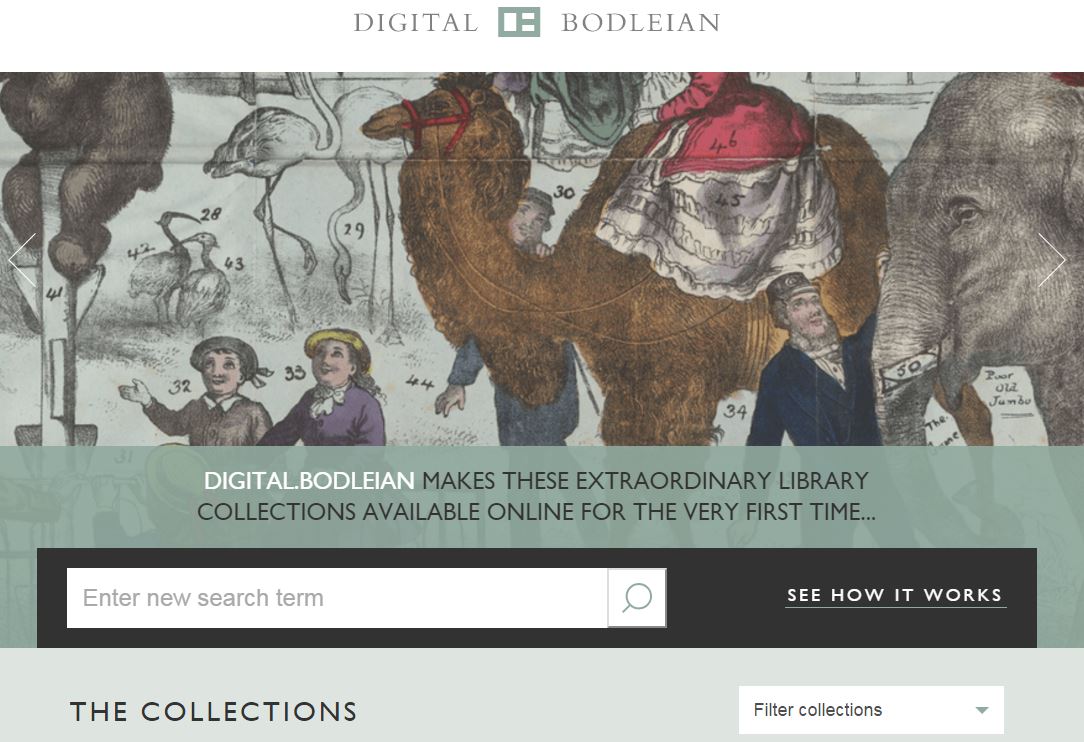 DIGITAL BODLEIAN
46
30
28
45
29
42
43
41
50
Poor
Old
Jumbo
33
32
44
34
The
31
DIGITAL.BODLEIAN MAKES THESE EXTRAORDINARY LIBRARY
COLLECTIONS AVAILABLE ONLINE FOR THE VERY FIRST TIME...
Enter new search term
SEE HOW IT WORKS
THE COLLECTIONS
Filter collections